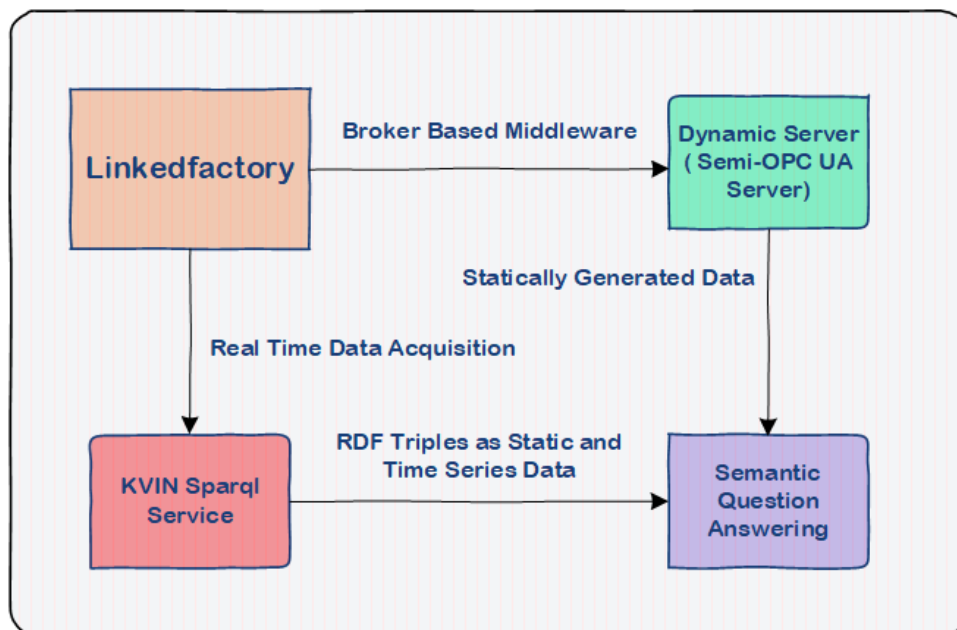 Linkedfactory
Broker Based Middleware
Dynamic Server
( Semi-OPC UA
Server)
Statically Generated Data
Real Time Data Acquisition
KVIN Sparql
Service
RDF Triples as Static and
Time Series Data
Semantic
Question
Answering